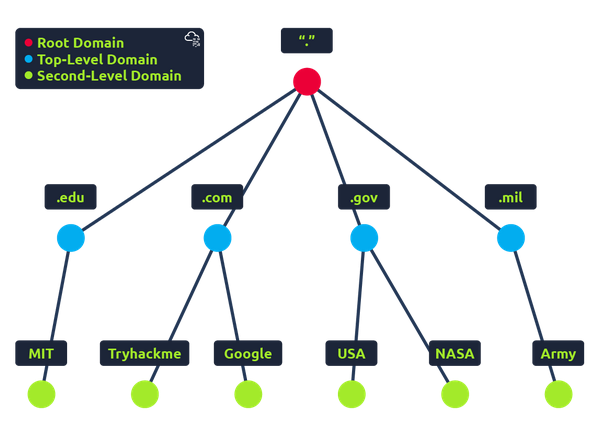 Root Domain
Top-Level Domain
Second-Level Domain
“.”
.edu
.com
.gov
.mil
MIT
Tryhackme
Google
USA
NASA
Army